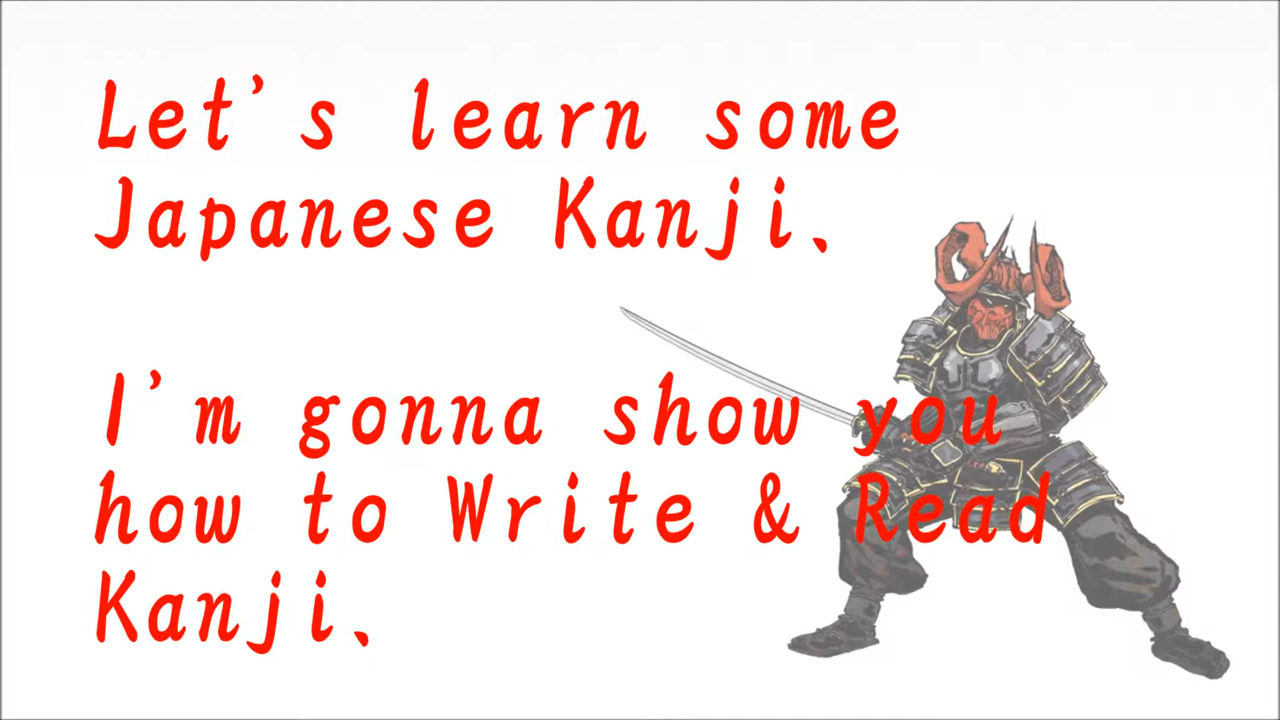 Let's learn some
Japanese Kanji、
I'm gonna show you
how to Write & Read
Kanji、